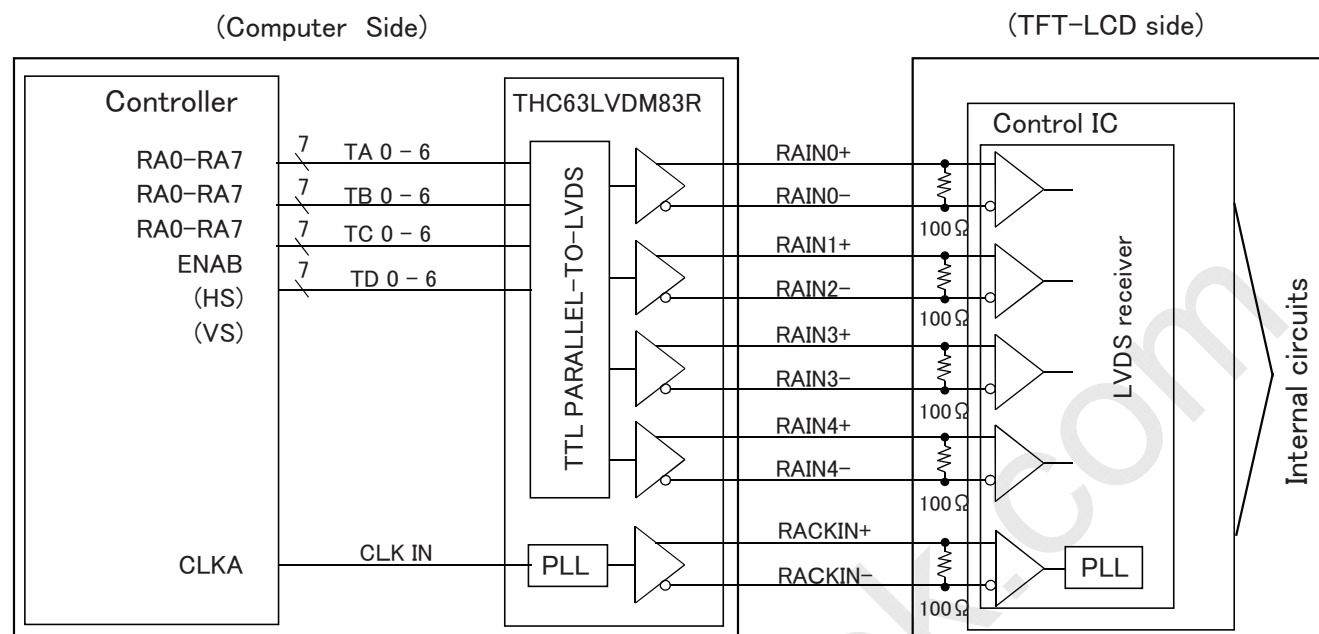 (Computer Side)
(TFT-LCD side)
Controller
THC63LVDM83R
Control IC
RA0-RA7
RA0-RA7
RA0-RA7
ENAB
(HS)
(VS)
CLKA
7
TA 0 - 6
7
TB 0 - 6
7
TC 0 - 6
7
TD 0 - 6
CLK IN
TTL PARALLEL-TO-LVDS
PLL
RAIN0+
RAIN0-
RAIN1+
RAIN2-
RAIN3+
RAIN3-
RAIN4+
RAIN4-
RACKIN+
RACKIN-
100Ω
100Ω
100Ω
100Ω
100Ω
LVDS receiver
PLL
Internal circuits
k.com